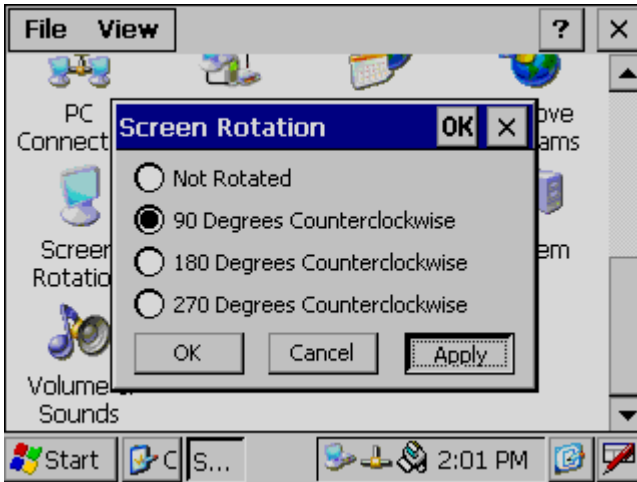 File View ? ×
PC
Connect
Screen Rotation OK ×
ove
ams
Not Rotated
90 Degrees Counterclockwise
180 Degrees Counterclockwise
270 Degrees Counterclockwise
Screen
Rotatio
em
OK Cancel Apply
Volume &
Sounds
Start C S... 2:01 PM